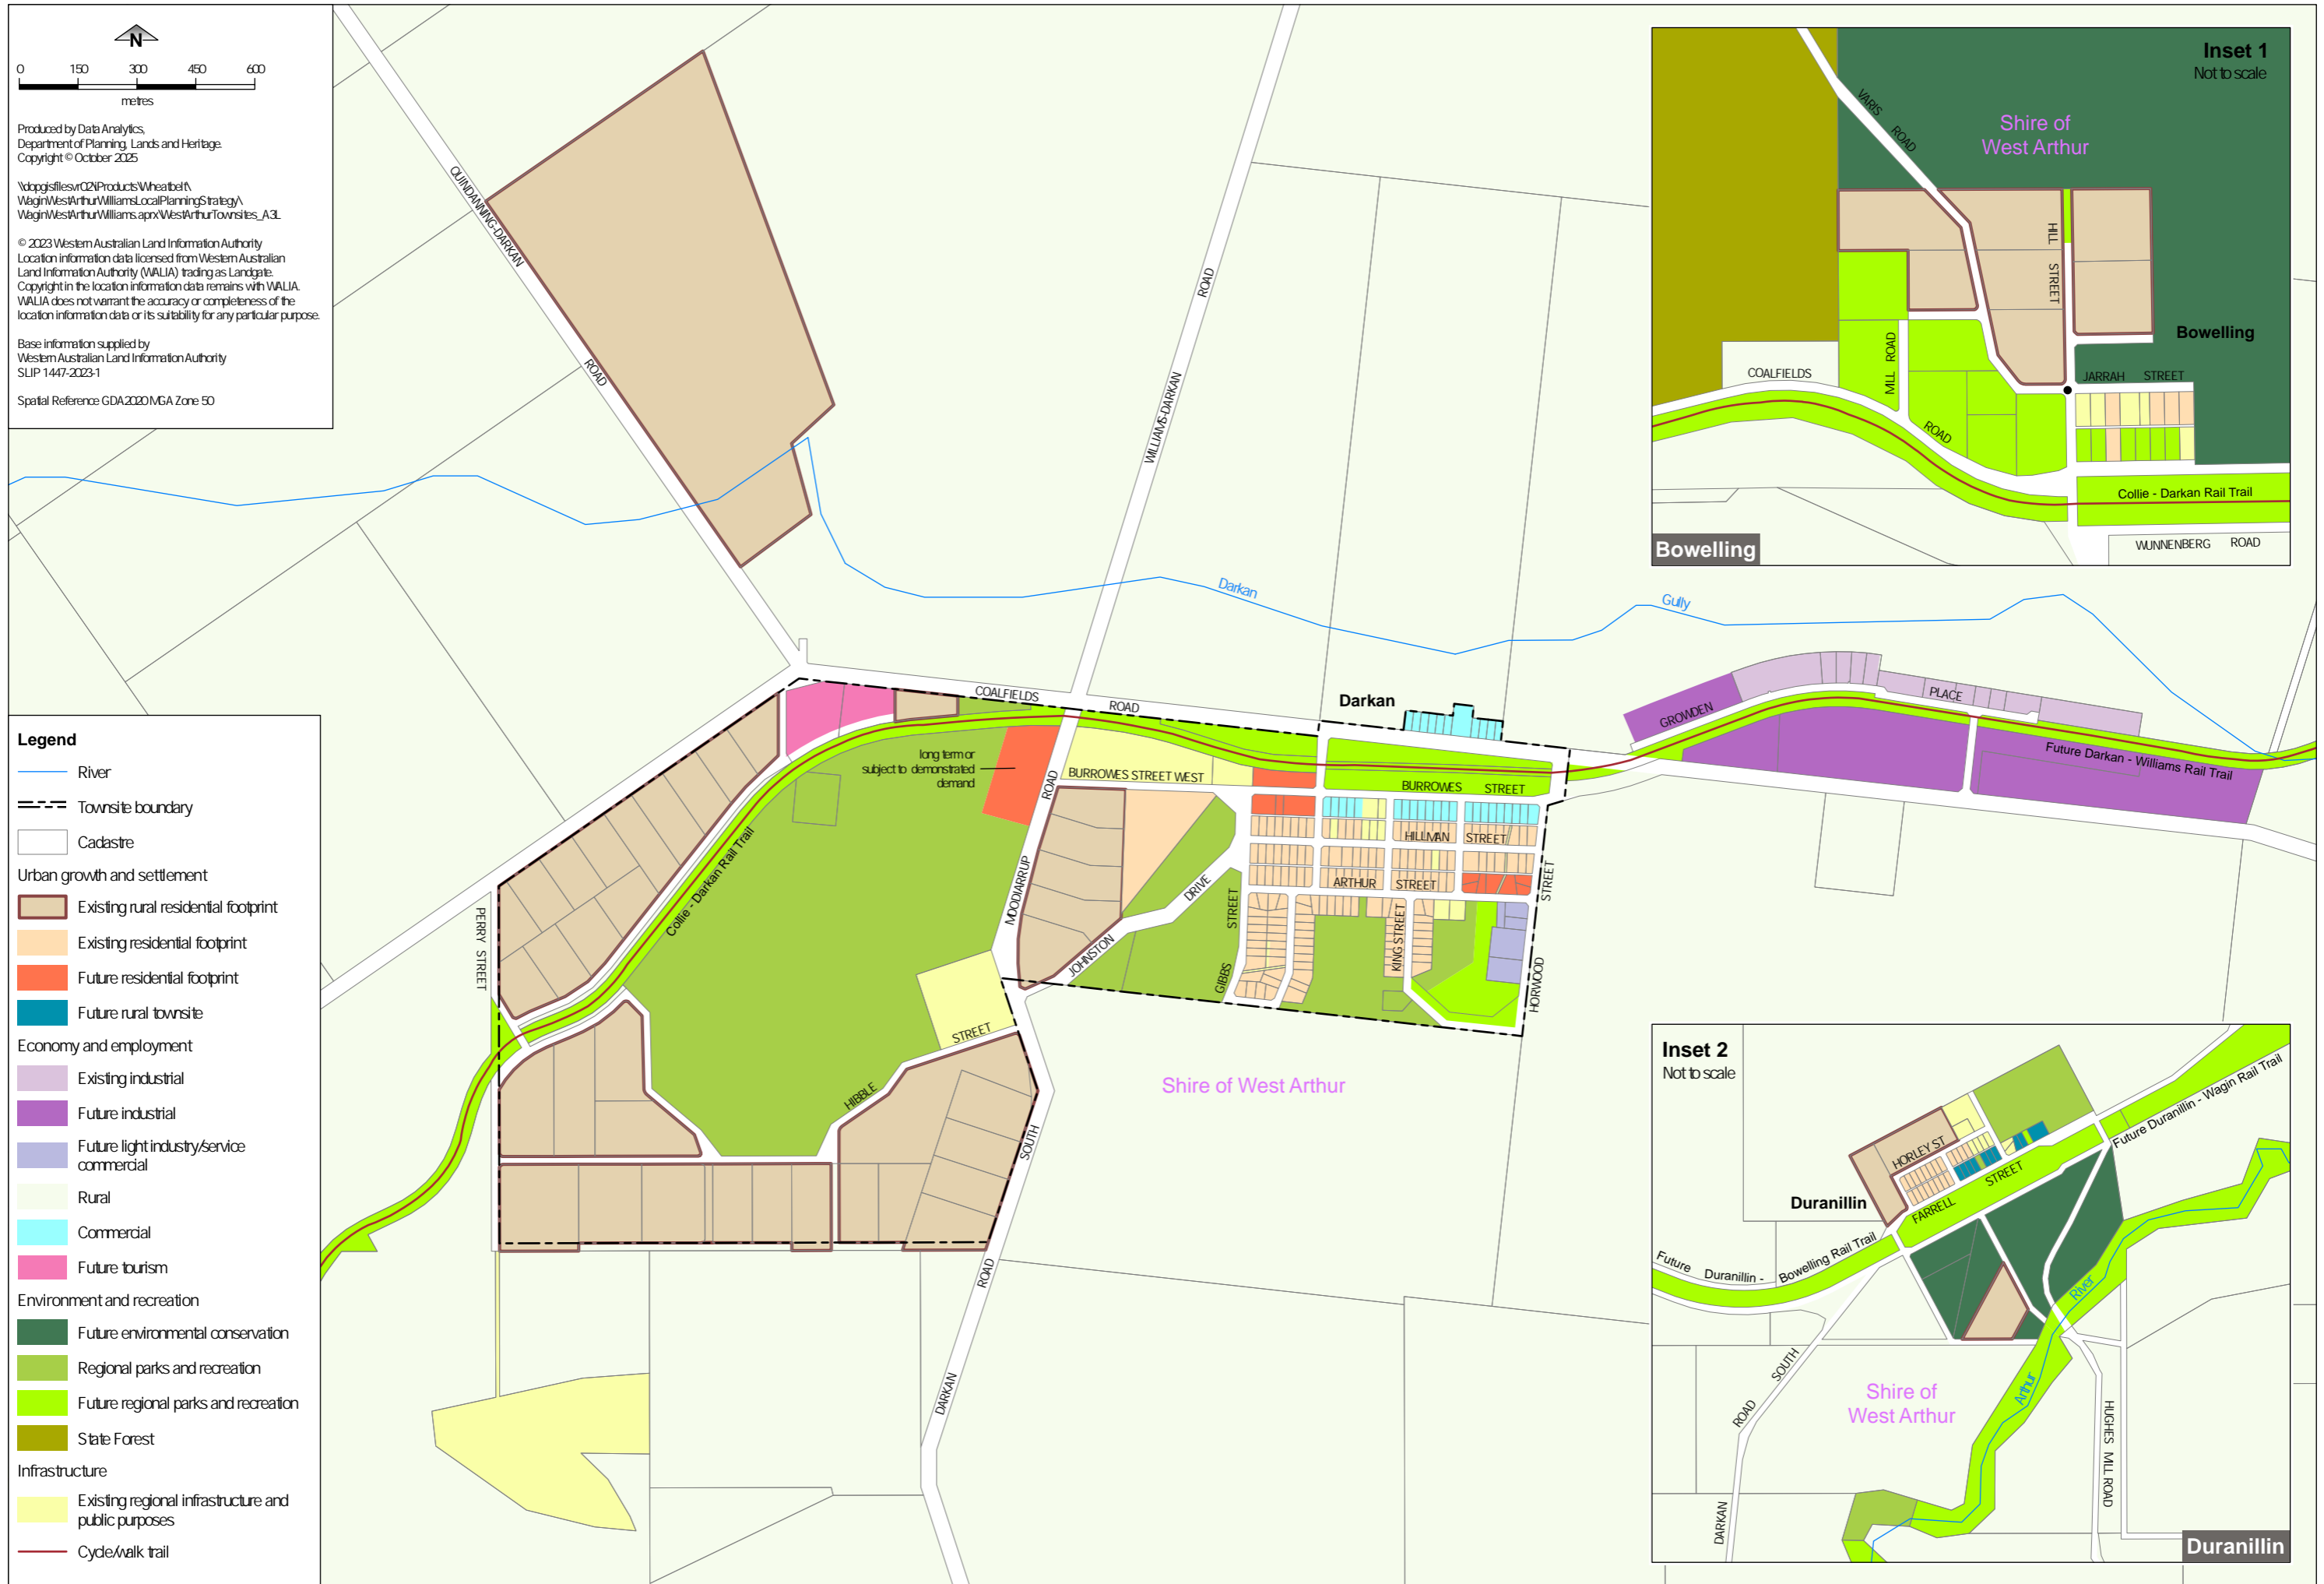 N
0 150 300 450 600
metres
Produced by Data Analytics,
Department of Planning, Lands and Heritage.
Copyright © October 2025
\\dopgisfilesvr02\iProducts\Wheatbelt\
WaginWestArthurWilliamsLocalPlanningStrategy\
WaginWestArthurWilliams.aprx\WestArthurTownsites_A3L
© 2023 Western Australian Land Information Authority
Location information data licensed from Western Australian
Land Information Authority (WALIA) trading as Landgate.
Copyright in the location information data remains with WALIA.
WALIA does not warrant the accuracy or completeness of the
location information data or its suitability for any particular purpose.
Base information supplied by
Western Australian Land Information Authority
SLIP 1447-2023-1
Spatial Reference GDA2020 MGA Zone 50
Legend
River
Townsite boundary
Cadastre
Urban growth and settlement
Existing rural residential footprint
Existing residential footprint
Future residential footprint
Future rural townsite
Economy and employment
Existing industrial
Future industrial
Future light industry/service
commercial
Rural
Commercial
Future tourism
Environment and recreation
Future environmental conservation
Regional parks and recreation
Future regional parks and recreation
State Forest
Infrastructure
Existing regional infrastructure and
public purposes
Cycle/walk trail
QUINDANNING-DARKAN
ROAD
WILLIAMS-DARKAN
ROAD
Darkan
Gully
COALFIELDS
ROAD
Darkan
GROWDEN
PLACE
Future Darkan - Williams Rail Trail
long term or
subject to demonstrated
demand
BURROWES STREET WEST
BURROWES STREET
HILLMAN STREET
ARTHUR STREET
MOODIARRUP
ROAD
JOHNSTON
DRIVE
GIBBS
STREET
KING STREET
HORWOOD
STREET
Collie - Darkan Rail Trail
PERRY STREET
HIBBLE
STREET
Shire of West Arthur
DARKAN
ROAD
SOUTH
Inset 1
Not to scale
Shire of
West Arthur
VARIS
ROAD
HILL
STREET
Bowelling
MILL ROAD
COALFIELDS
ROAD
JARRAH STREET
Collie - Darkan Rail Trail
WUNNENBERG ROAD
Bowelling
Inset 2
Not to scale
Future Duranillin - Wagin Rail Trail
HORLEY ST
Duranillin
FARRELL
STREET
Future Duranillin - Bowelling Rail Trail
River
Arthur
Shire of
West Arthur
DARKAN
ROAD
SOUTH
HUGHES MILL ROAD
Duranillin